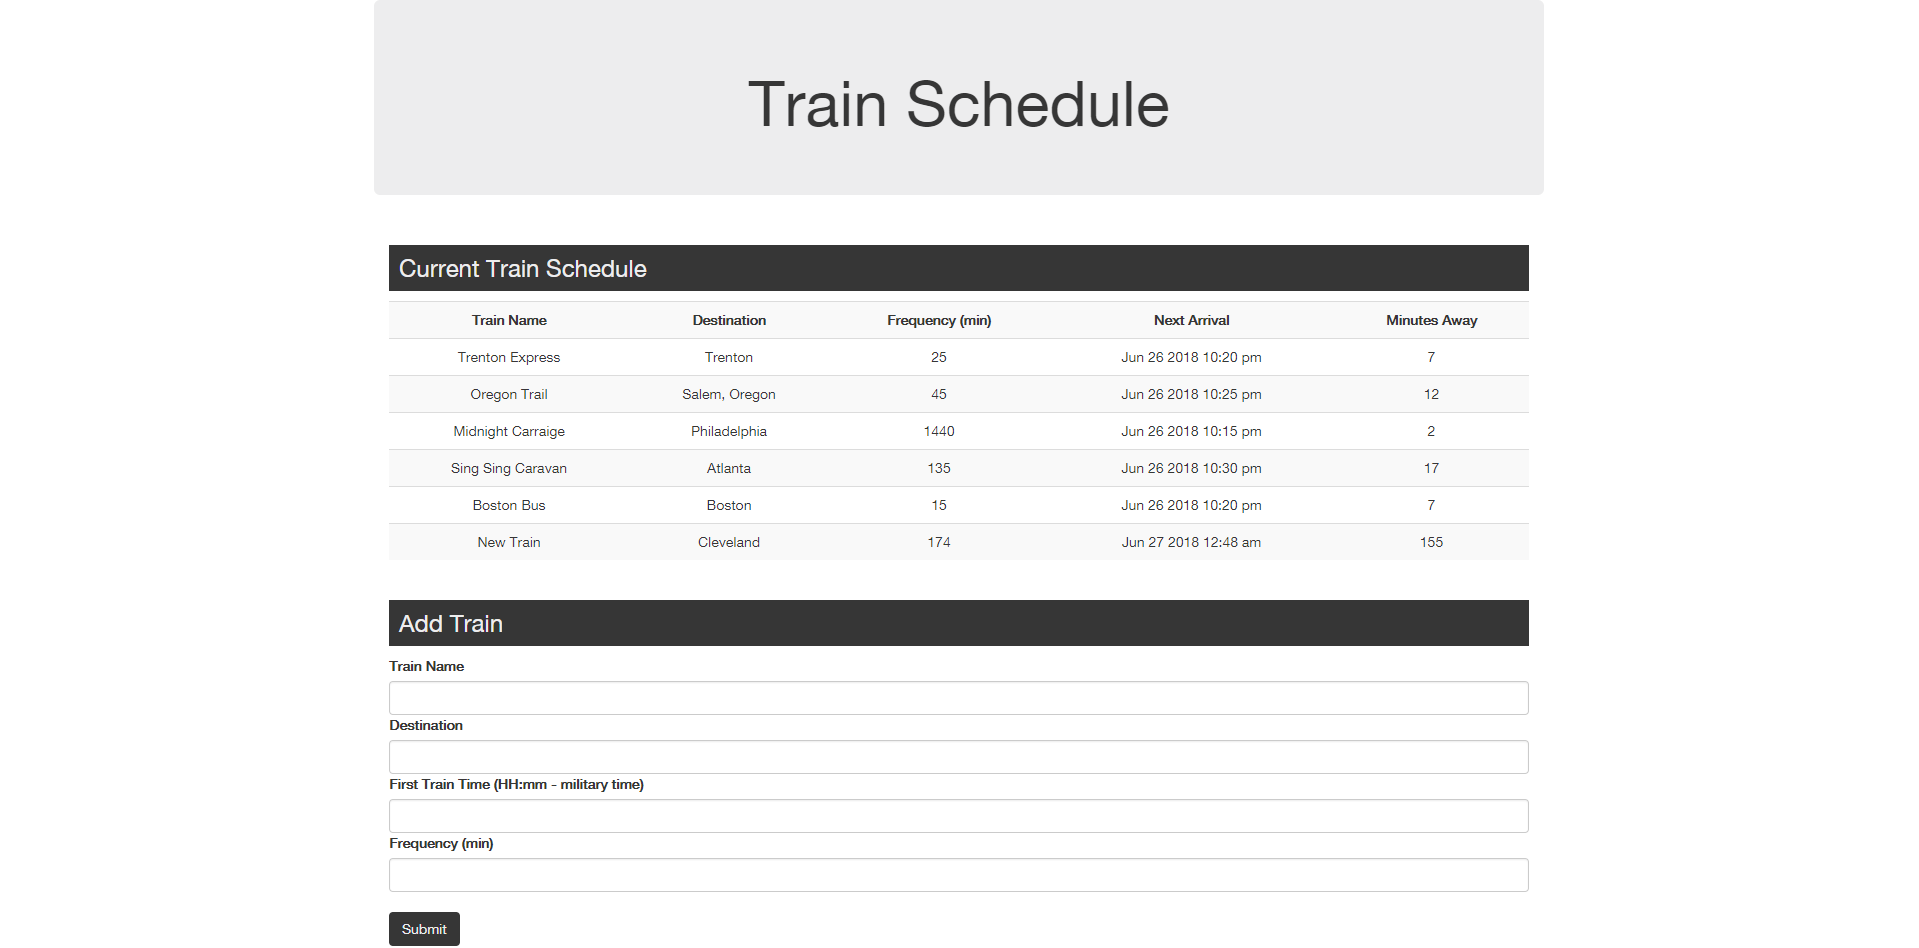 Train Schedule
Current Train Schedule
Train Name Destination Frequency (min) Next Arrival Minutes Away
Trenton Express Trenton 25 Jun 26 2018 10:20 pm 7
Oregon Trail Salem, Oregon 45 Jun 26 2018 10:25 pm 12
Midnight Carraige Philadelphia 1440 Jun 26 2018 10:15 pm 2
Sing Sing Caravan Atlanta 135 Jun 26 2018 10:30 pm 17
Boston Bus Boston 15 Jun 26 2018 10:20 pm 7
New Train Cleveland 174 Jun 27 2018 12:48 am 155
Add Train
Train Name
Destination
First Train Time (HH:mm - military time)
Frequency (min)
Submit